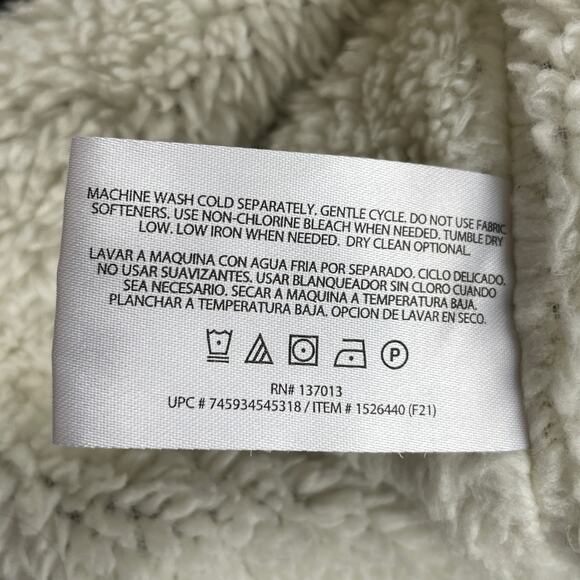 MACHINE WASH COLD SEPARATELY. GENTLE CYCLE. DO NOT USE FABRIC
SOFTENERS. USE NON-CHLORINE BLEACH WHEN NEEDED. TUMBLE DRY
LOW. LOW IRON WHEN NEEDED. DRY CLEAN OPTIONAL.
LAVAR A MAQUINA CON AGUA FRIA POR SEPARADO. CICLO DELICADO.
NO USAR SUAVIZANTES. USAR BLANQUEADOR SIN CLORO CUANDO
SEA NECESARIO. SECAR A MAQUINA A TEMPERATURA BAJA.
PLANCHAR A TEMPERATURA BAJA. OPCION DE LAVAR EN SECO.
P
RN# 137013
UPC # 745934545318 / ITEM # 1526440 (F21)